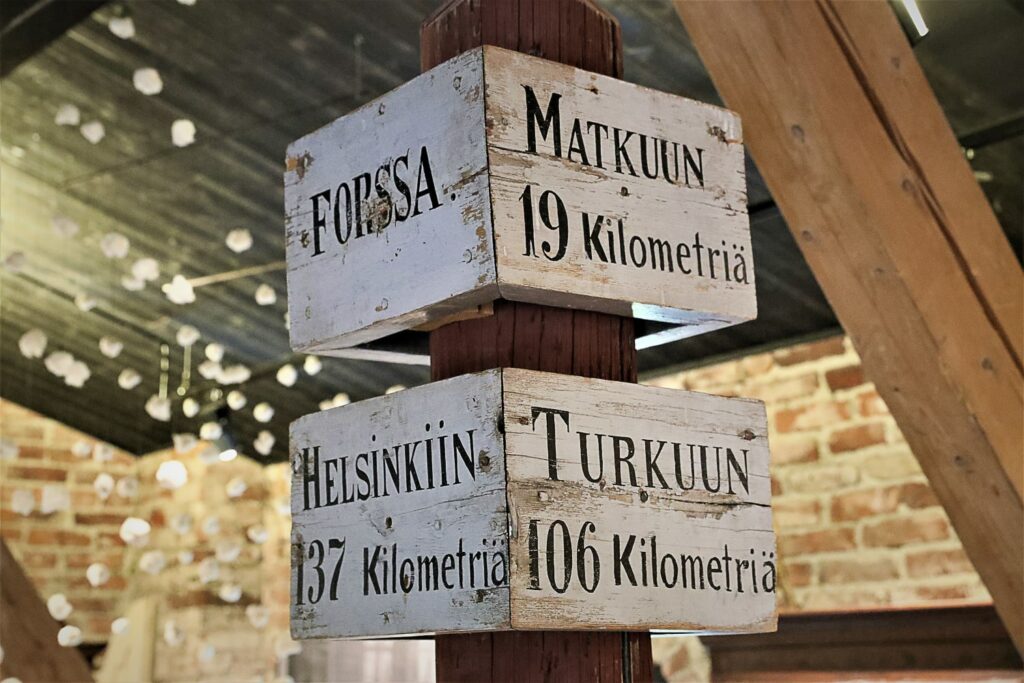 FORSSA.
MATKUUN
19 Kilometriä
HELSINKIIN
137 Kilometriä
TURKUUN
106 Kilometriä